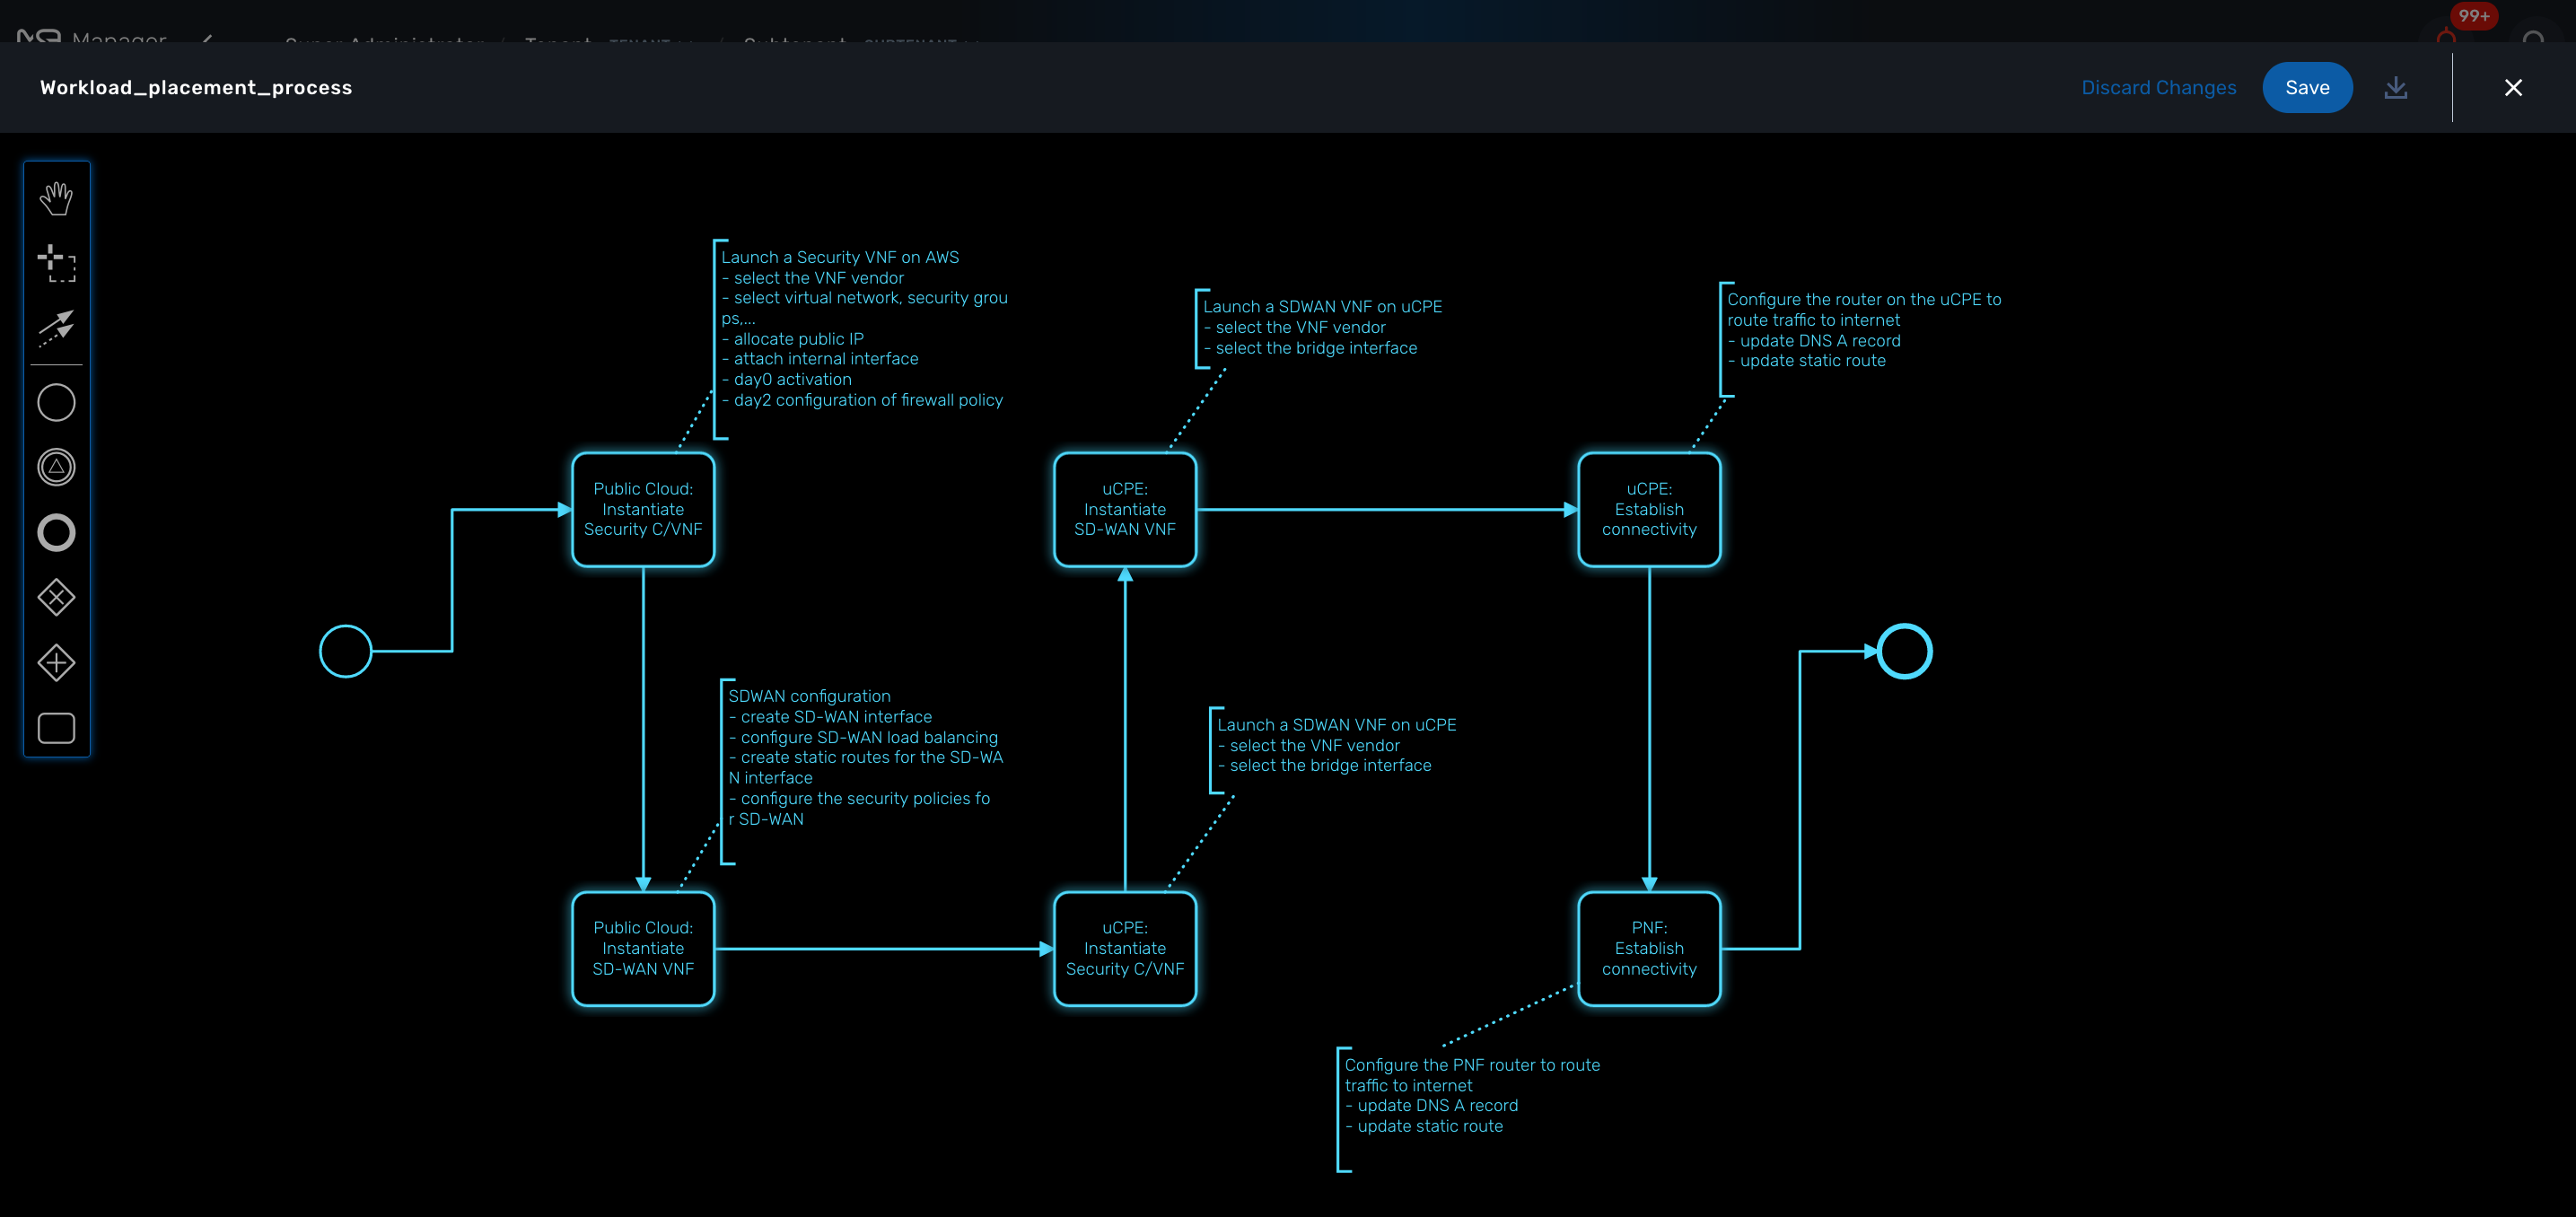 99+
Manager
Super Administrator / Tenant TENANT / Subtenant SUBTENANT
Workload_placement_process
Discard Changes
Save
Launch a Security VNF on AWS
- select the VNF vendor
- select virtual network, security grou
ps,...
- allocate public IP
- attach internal interface
- day0 activation
- day2 configuration of firewall policy
Launch a SDWAN VNF on uCPE
- select the VNF vendor
- select the bridge interface
Configure the router on the uCPE to
route traffic to internet
- update DNS A record
- update static route
Public Cloud:
Instantiate
Security C/VNF
uCPE:
Instantiate
SD-WAN VNF
uCPE:
Establish
connectivity
SDWAN configuration
- create SD-WAN interface
- configure SD-WAN load balancing
- create static routes for the SD-WA
N interface
- configure the security policies fo
r SD-WAN
Launch a SDWAN VNF on uCPE
- select the VNF vendor
- select the bridge interface
Public Cloud:
Instantiate
SD-WAN VNF
uCPE:
Instantiate
Security C/VNF
PNF:
Establish
connectivity
Configure the PNF router to route
traffic to internet
- update DNS A record
- update static route